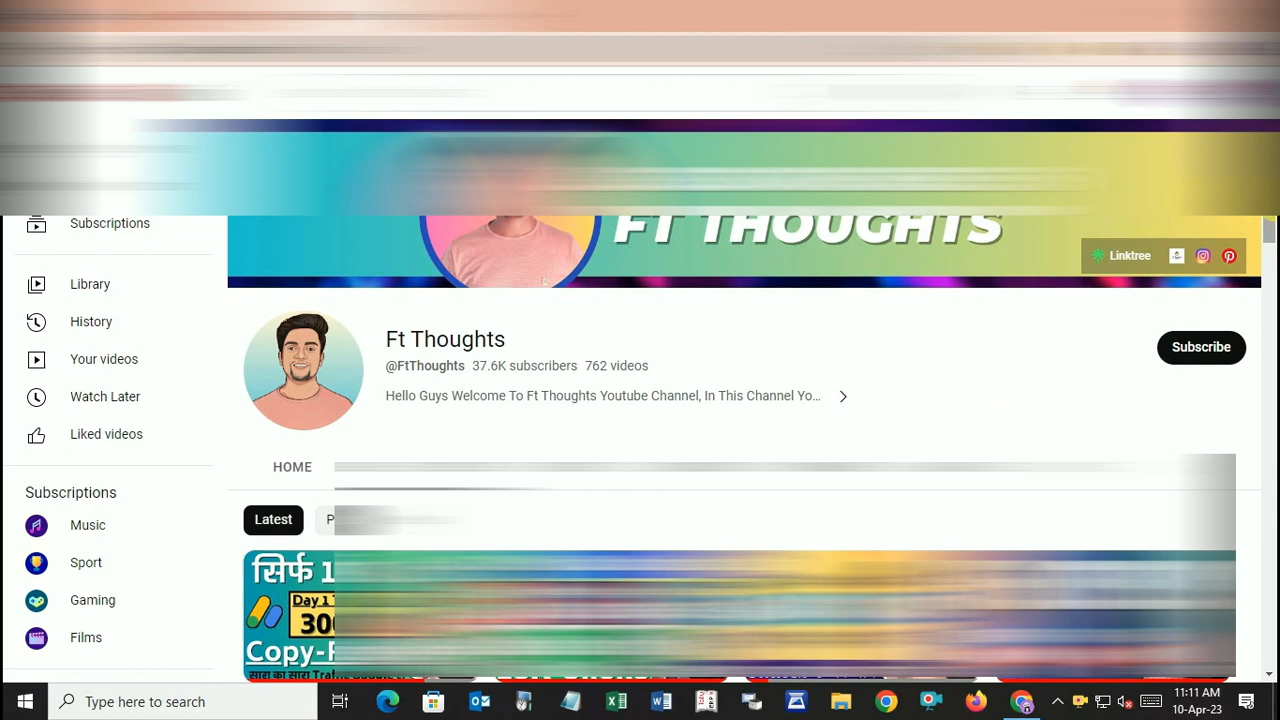 Subscriptions
FT THOUGHTS
Linktree
Library
History
Your videos
Watch Later
Liked videos
Ft Thoughts
@FtThoughts 37.6K subscribers 762 videos
Hello Guys Welcome To Ft Thoughts Youtube Channel, In This Channel Yo...
Subscribe
HOME
Subscriptions
Music
Sport
Gaming
Films
Latest
P
सिर्फ 1
Day 1
300
Copy-P
सारा का सारा Traffic
Type here to search
11:11 AM
10-Apr-23